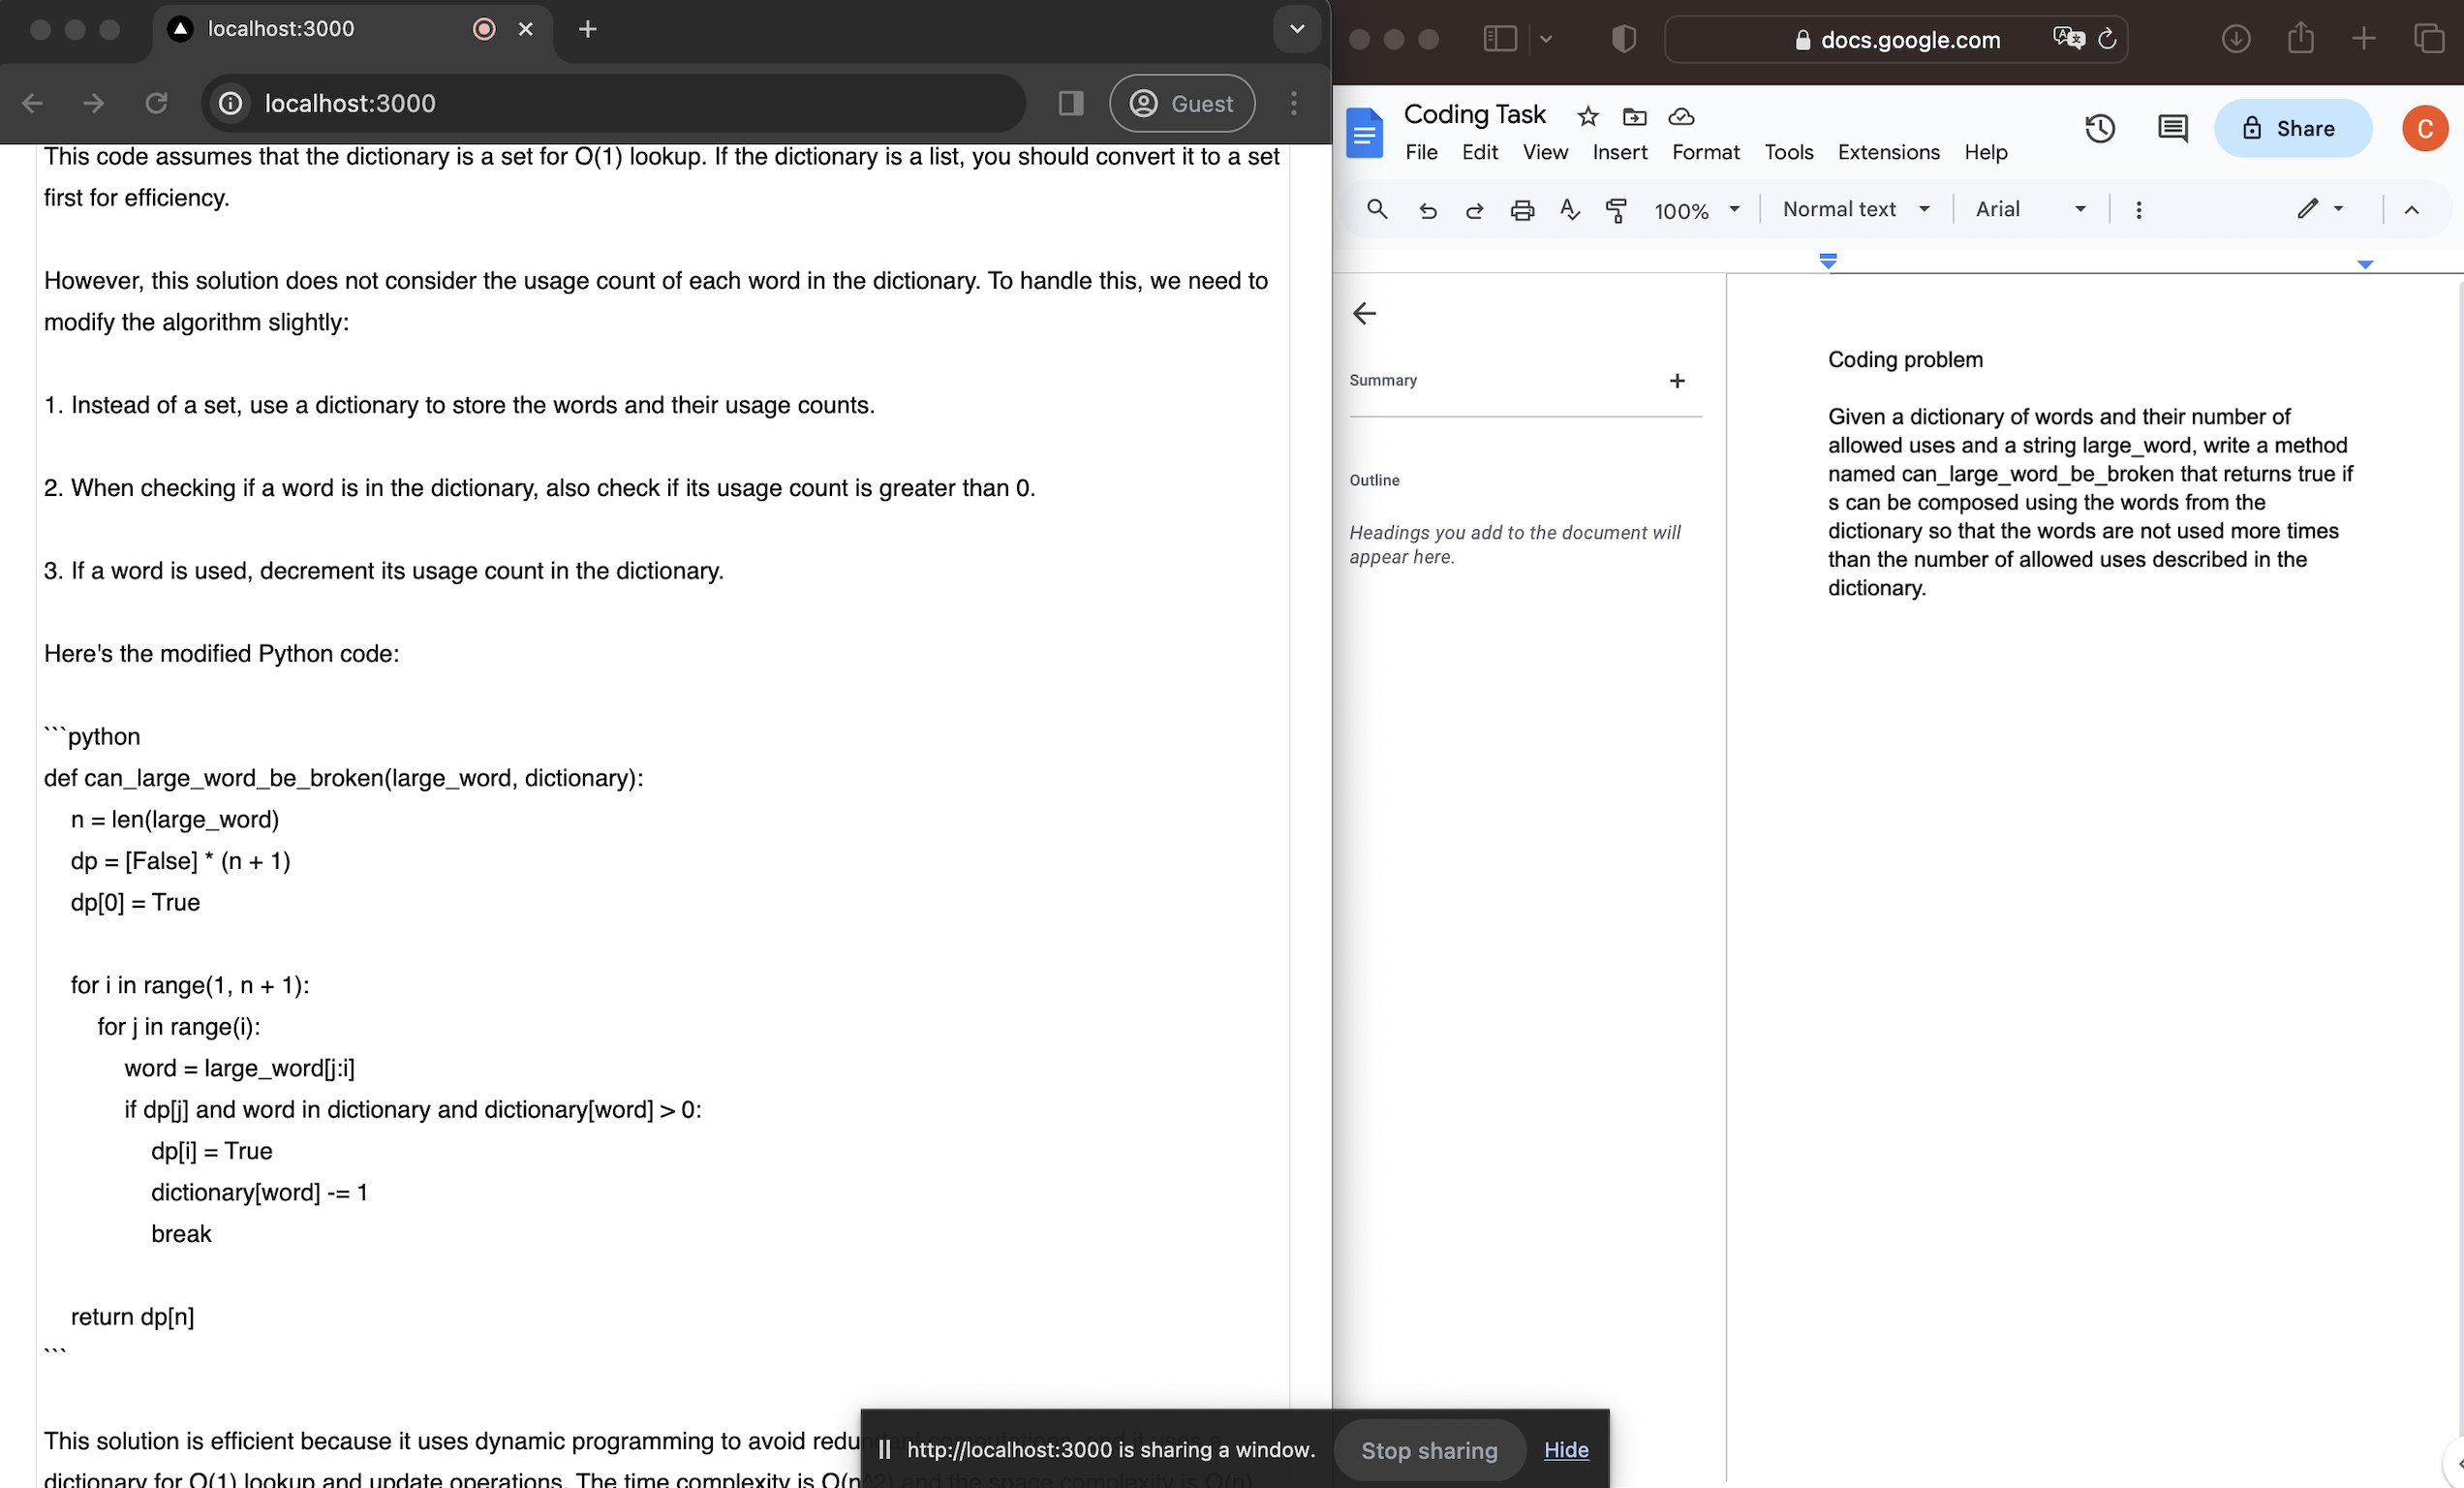 localhost:3000
localhost:3000
Guest
This code assumes that the dictionary is a set for O(1) lookup. If the dictionary is a list, you should convert it to a set
first for efficiency.
However, this solution does not consider the usage count of each word in the dictionary. To handle this, we need to
modify the algorithm slightly:
1. Instead of a set, use a dictionary to store the words and their usage counts.
2. When checking if a word is in the dictionary, also check if its usage count is greater than 0.
3. If a word is used, decrement its usage count in the dictionary.
Here's the modified Python code:
```python
def can_large_word_be_broken(large_word, dictionary):
n = len(large_word)
dp = [False] * (n + 1)
dp[0] = True
for i in range(1, n + 1):
for j in range(i):
word = large_word[j:i]
if dp[j] and word in dictionary and dictionary[word] > 0:
dp[i] = True
dictionary[word] -= 1
break
return dp[n]
```
This solution is efficient because it uses dynamic programming to avoid redundant computations, and it uses a
dictionary for O(1) lookup and update operations. The time complexity is O(n^2) and the space complexity is O(n)
http://localhost:3000 is sharing a window.
Stop sharing
Hide
docs.google.com
Coding Task
Share
C
File Edit View Insert Format Tools Extensions Help
100% Normal text Arial
Summary
Outline
Headings you add to the document will
appear here.
Coding problem
Given a dictionary of words and their number of
allowed uses and a string large_word, write a method
named can_large_word_be_broken that returns true if
s can be composed using the words from the
dictionary so that the words are not used more times
than the number of allowed uses described in the
dictionary.